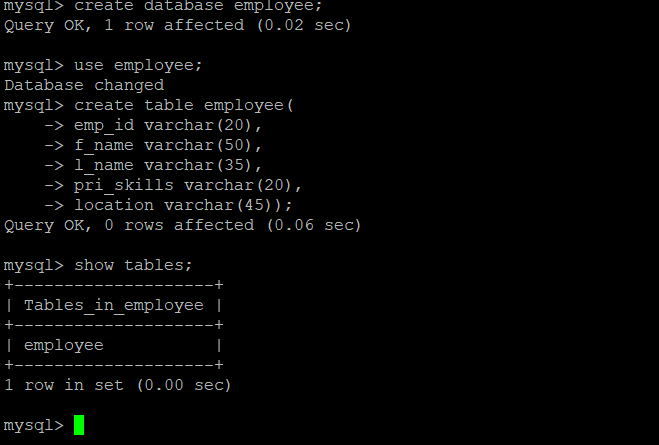 mysql> create database employee;
Query OK, 1 row affected (0.02 sec)
mysql> use employee;
Database changed
mysql> create table employee(
    -> emp_id varchar(20),
    -> f_name varchar(50),
    -> l_name varchar(35),
    -> pri_skills varchar(20),
    -> location varchar(45));
Query OK, 0 rows affected (0.06 sec)
mysql> show tables;
+--------------------+
| Tables_in_employee |
+--------------------+
| employee           |
+--------------------+
1 row in set (0.00 sec)
mysql>